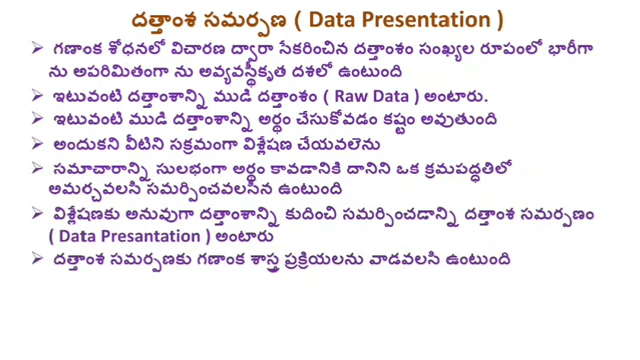 దత్తాంశ సమర్పణ ( Data Presentation )
➢ గణాంక శోధనలో విచారణ ద్వారా సేకరించిన దత్తాంశం సంఖ్యల రూపంలో భారీగా
ను అపరిమితంగా ను అవ్యవస్థీకృత దశలో ఉంటుంది
➢ ఇటువంటి దత్తాంశాన్ని ముడి దత్తాంశం ( Raw Data ) అంటారు.
➢ ఇటువంటి ముడి దత్తాంశాన్ని అర్థం చేసుకోవడం కష్టం అవుతుంది
➢ అందుకని వీటిని సక్రమంగా విశ్లేషణ చేయవలెను
➢ సమాచారాన్ని సులభంగా అర్థం కావడానికి దానిని ఒక క్రమపద్ధతిలో
అమర్చవలసి సమర్పించవలసిన ఉంటుంది
➢ విశ్లేషణకు అనువుగా దత్తాంశాన్ని కుదించి సమర్పించడాన్ని దత్తాంశ సమర్పణం
( Data Presantation ) అంటారు
➢ దత్తాంశ సమర్పణకు గణాంక శాస్త్ర ప్రక్రియలను వాడవలసి ఉంటుంది